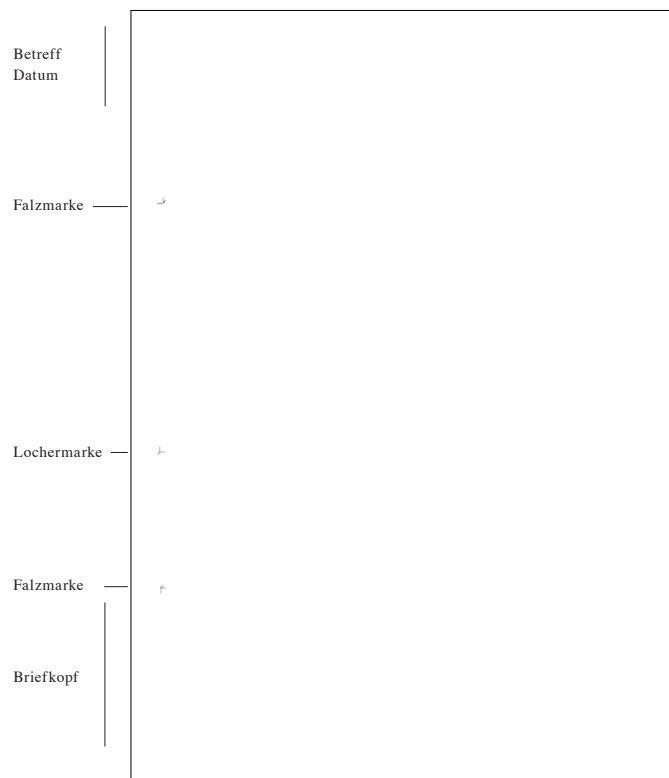 Betreff
Datum
Falzmarke
Lochermarke
Falzmarke
Briefkopf